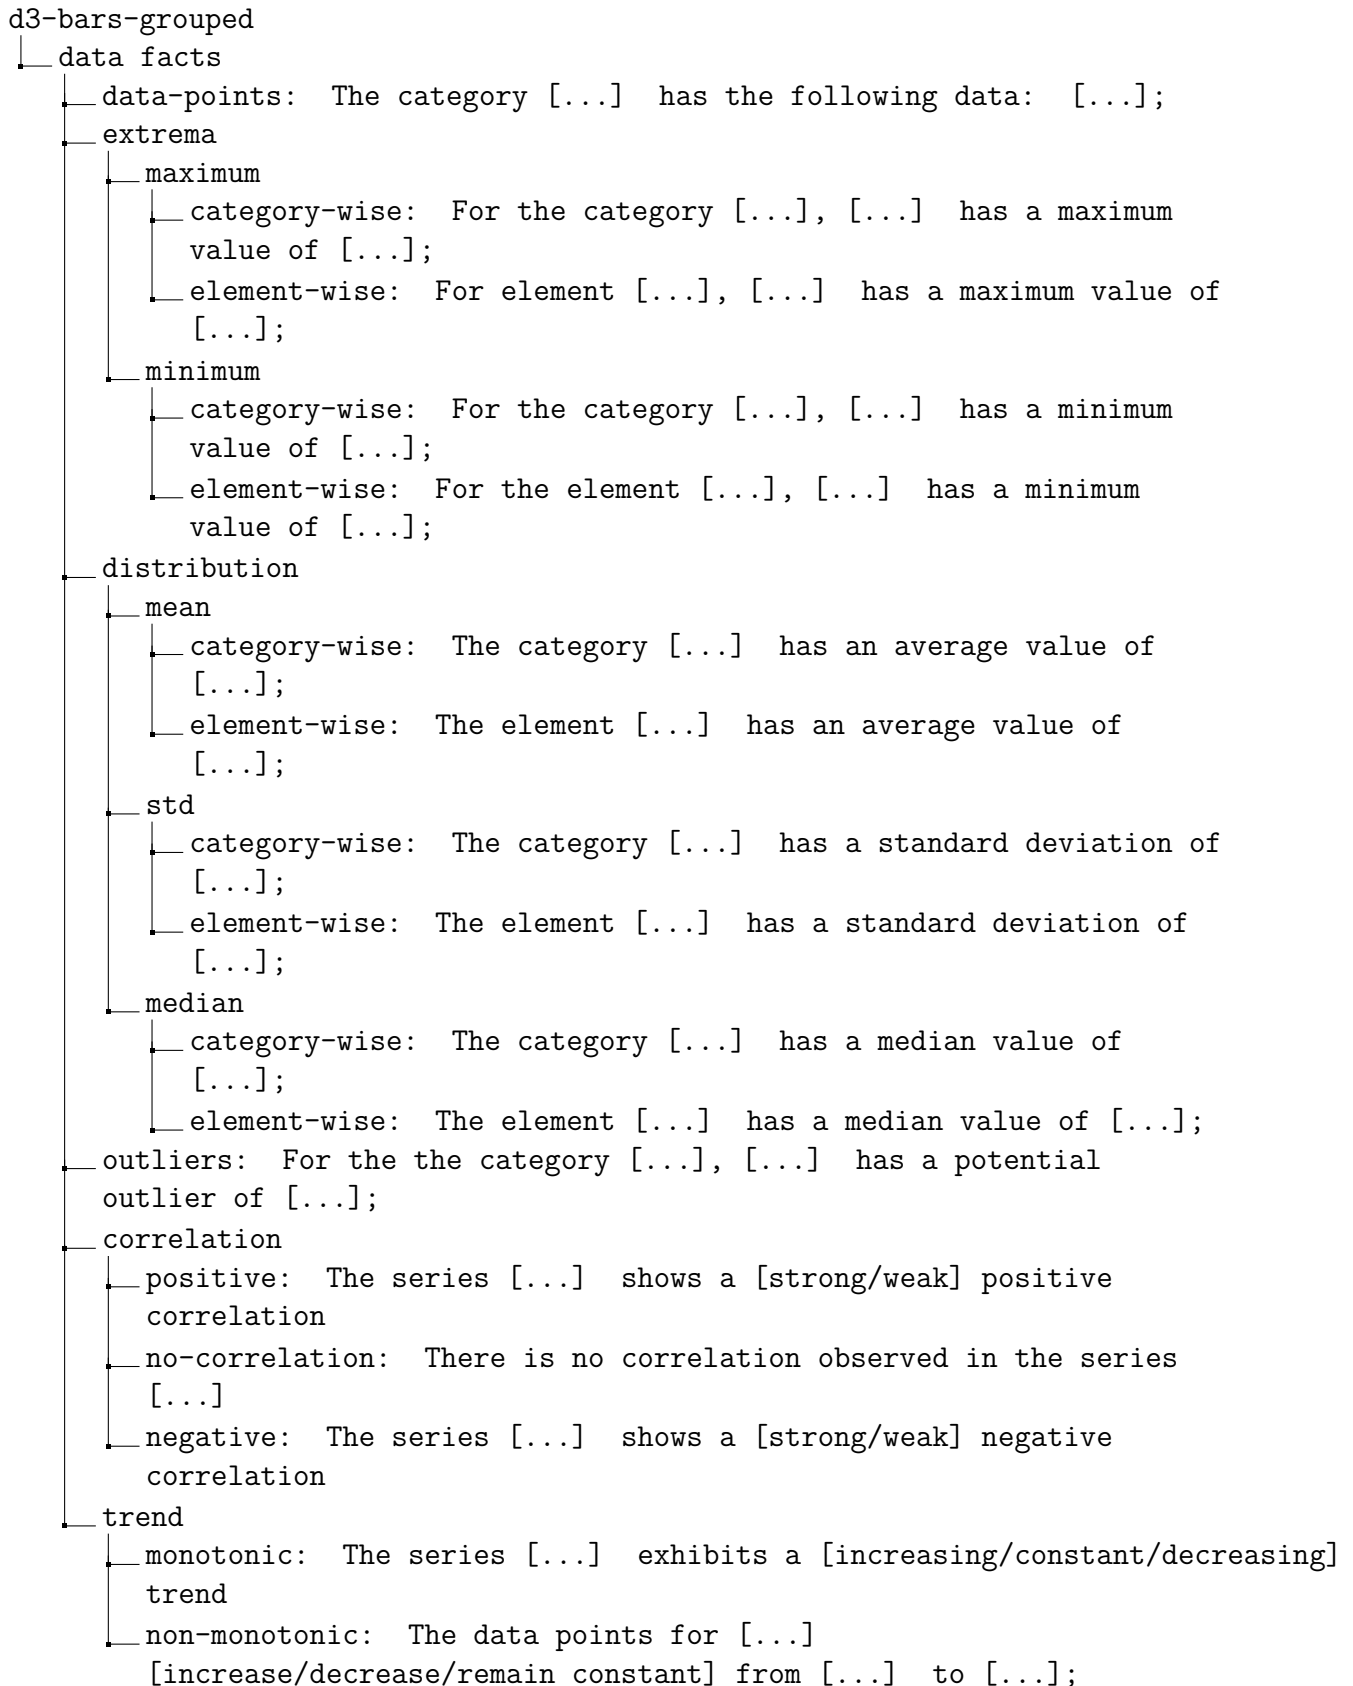 d3-bars-grouped
data facts
data-points: The category [...] has the following data: [...];
extrema
maximum
category-wise: For the category [...], [...] has a maximum
value of [...];
element-wise: For element [...], [...] has a maximum value of
[...];
minimum
category-wise: For the category [...], [...] has a minimum
value of [...];
element-wise: For the element [...], [...] has a minimum
value of [...];
distribution
mean
category-wise: The category [...] has an average value of
[...];
element-wise: The element [...] has an average value of
[...];
std
category-wise: The category [...] has a standard deviation of
[...];
element-wise: The element [...] has a standard deviation of
[...];
median
category-wise: The category [...] has a median value of
[...];
element-wise: The element [...] has a median value of [...];
outliers: For the the category [...], [...] has a potential
outlier of [...];
correlation
positive: The series [...] shows a [strong/weak] positive
correlation
no-correlation: There is no correlation observed in the series
[...]
negative: The series [...] shows a [strong/weak] negative
correlation
trend
monotonic: The series [...] exhibits a [increasing/constant/decreasing]
trend
non-monotonic: The data points for [...]
[increase/decrease/remain constant] from [...] to [...];